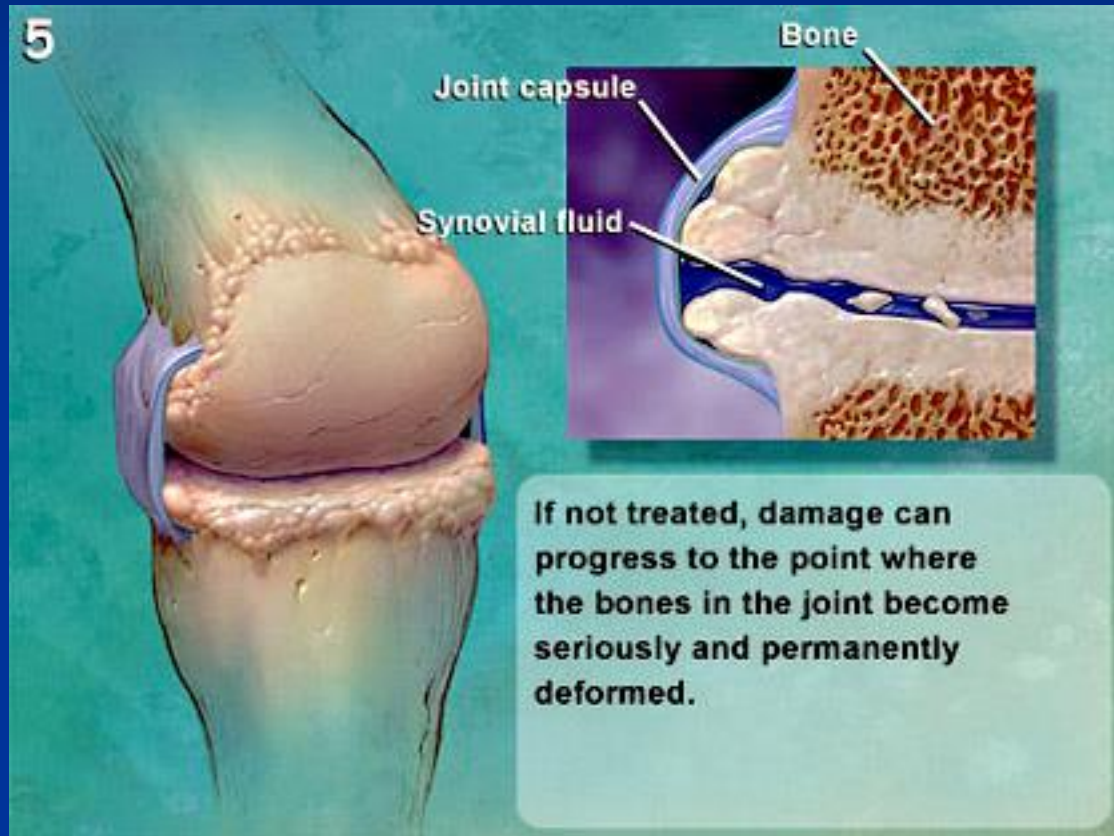 5
Bone
Joint capsule
Synovial fluid
If not treated, damage can
progress to the point where
the bones in the joint become
seriously and permanently
deformed.